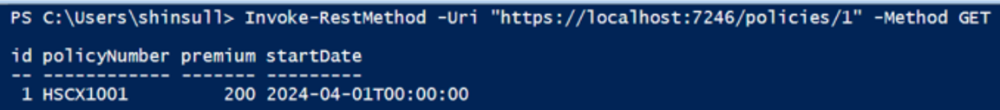 PS C:\Users\shinsull> Invoke-RestMethod -Uri "https://localhost:7246/policies/1" -Method GET
id policyNumber premium startDate
-- ------------ ------- ---------
1 HSCX1001 200 2024-04-01T00:00:00